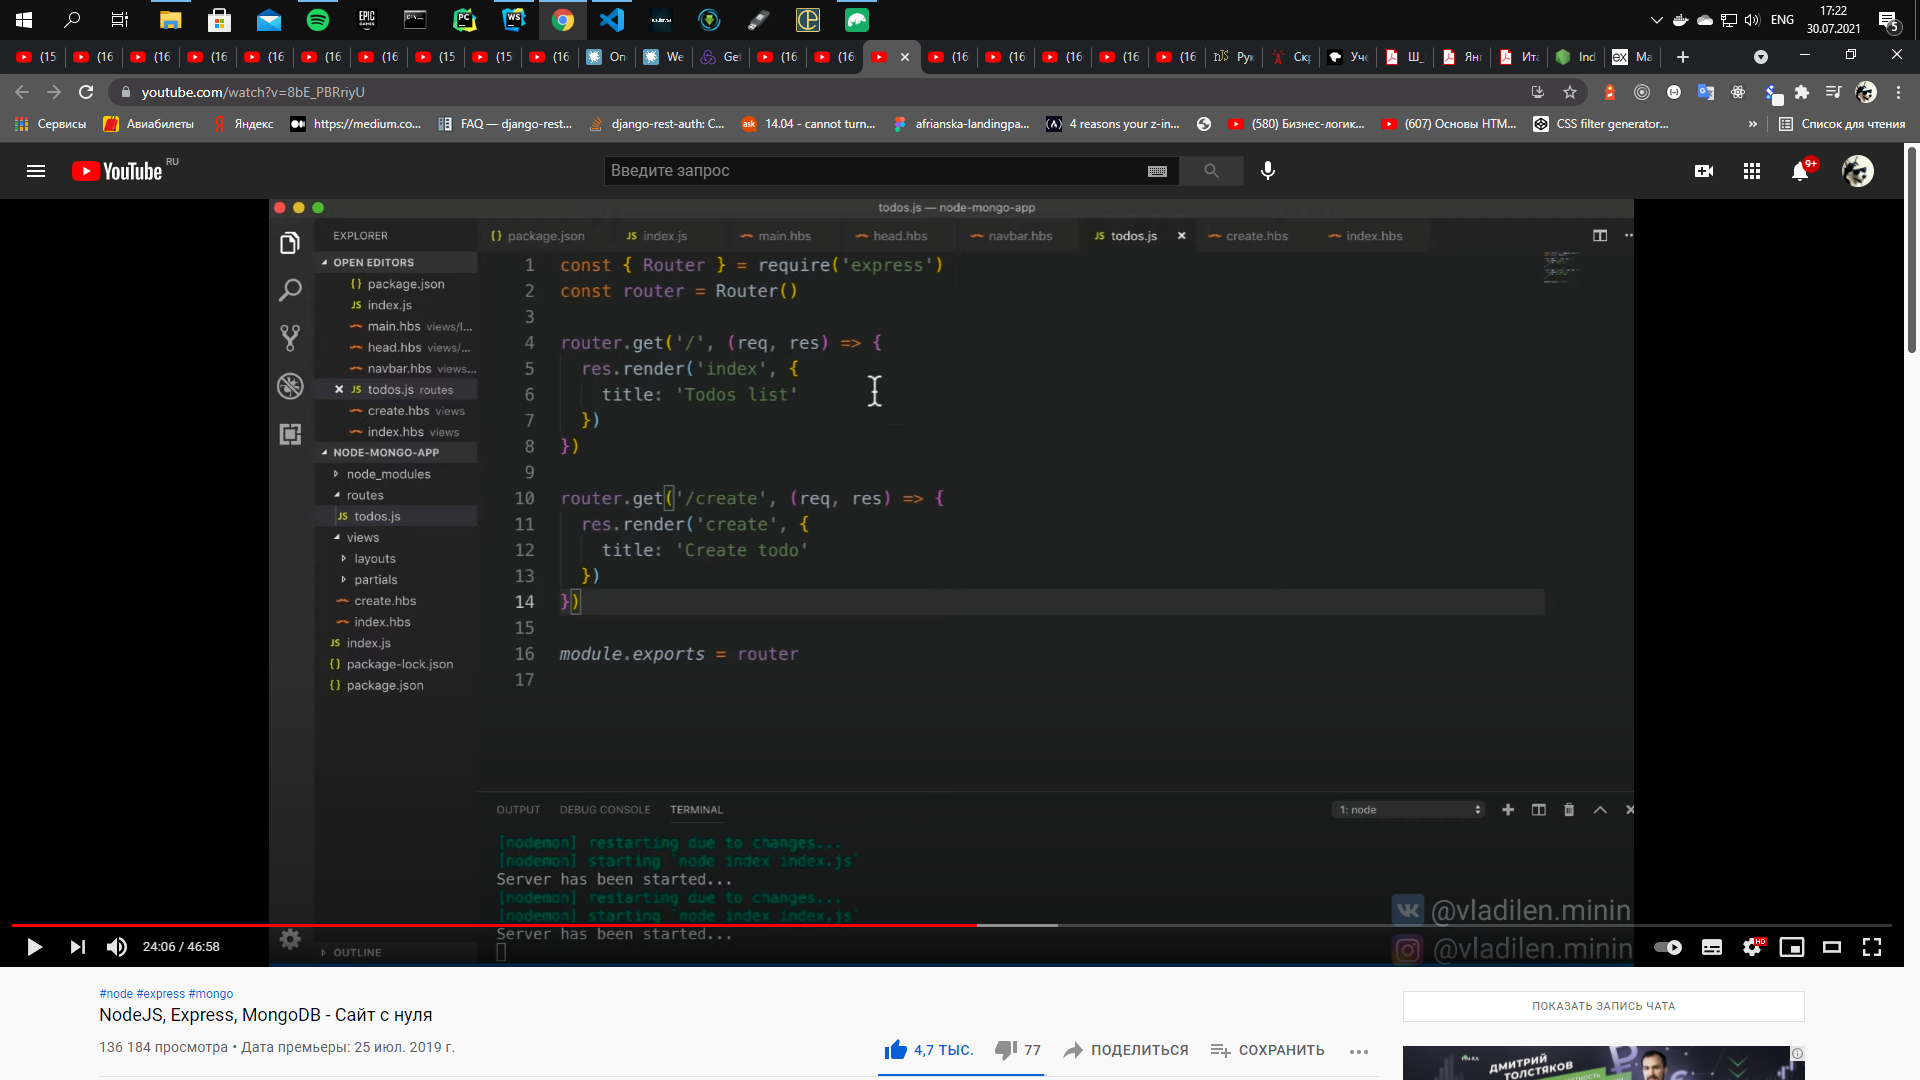 17:22
ENG
30.07.2021
5
(15 (16 (16 (16 (16 (16 (16 (15 (15 (16 On We Get (16 (16 (16 (16 (16 (16 (16 Рук Скр Уче Ш_ Янг Ита Ind Ma
youtube.com/watch?v=8bE_PBRriyU
Сервисы Авиабилеты Яндекс https://medium.co... FAQ — django-rest... django-rest-auth: C... 14.04 - cannot turn... afrianska-landingpa... 4 reasons your z-in... (580) Бизнес-логик... (607) Основы HTM... CSS filter generator... » Список для чтения
YouTube RU
Введите запрос
9+
todos.js — node-mongo-app
EXPLORER
package.json index.js main.hbs head.hbs navbar.hbs todos.js create.hbs index.hbs
OPEN EDITORS
package.json
index.js
main.hbs views/l...
head.hbs views/...
navbar.hbs views...
todos.js routes
create.hbs views
index.hbs views
NODE-MONGO-APP
node_modules
routes
todos.js
views
layouts
partials
create.hbs
index.hbs
index.js
package-lock.json
package.json
OUTLINE
1 const { Router } = require('express')
2 const router = Router()
3
4 router.get('/', (req, res) => {
5 res.render('index', {
6 title: 'Todos list'
7 })
8 })
9
10 router.get('/create', (req, res) => {
11 res.render('create', {
12 title: 'Create todo'
13 })
14 })
15
16 module.exports = router
17
OUTPUT DEBUG CONSOLE TERMINAL 1: node
[nodemon] restarting due to changes...
[nodemon] starting `node index index.js`
Server has been started...
[nodemon] restarting due to changes...
[nodemon] starting `node index index.js`
Server has been started...
@vladilen.minin
@vladilen.minin
24:06 / 46:58
HD
#node #express #mongo
NodeJS, Express, MongoDB - Сайт с нуля
136 184 просмотра • Дата премьеры: 25 июл. 2019 г.
4,7 ТЫС. 77 ПОДЕЛИТЬСЯ СОХРАНИТЬ
ПОКАЗАТЬ ЗАПИСЬ ЧАТА
ДМИТРИЙ
ТОЛСТЯКОВ